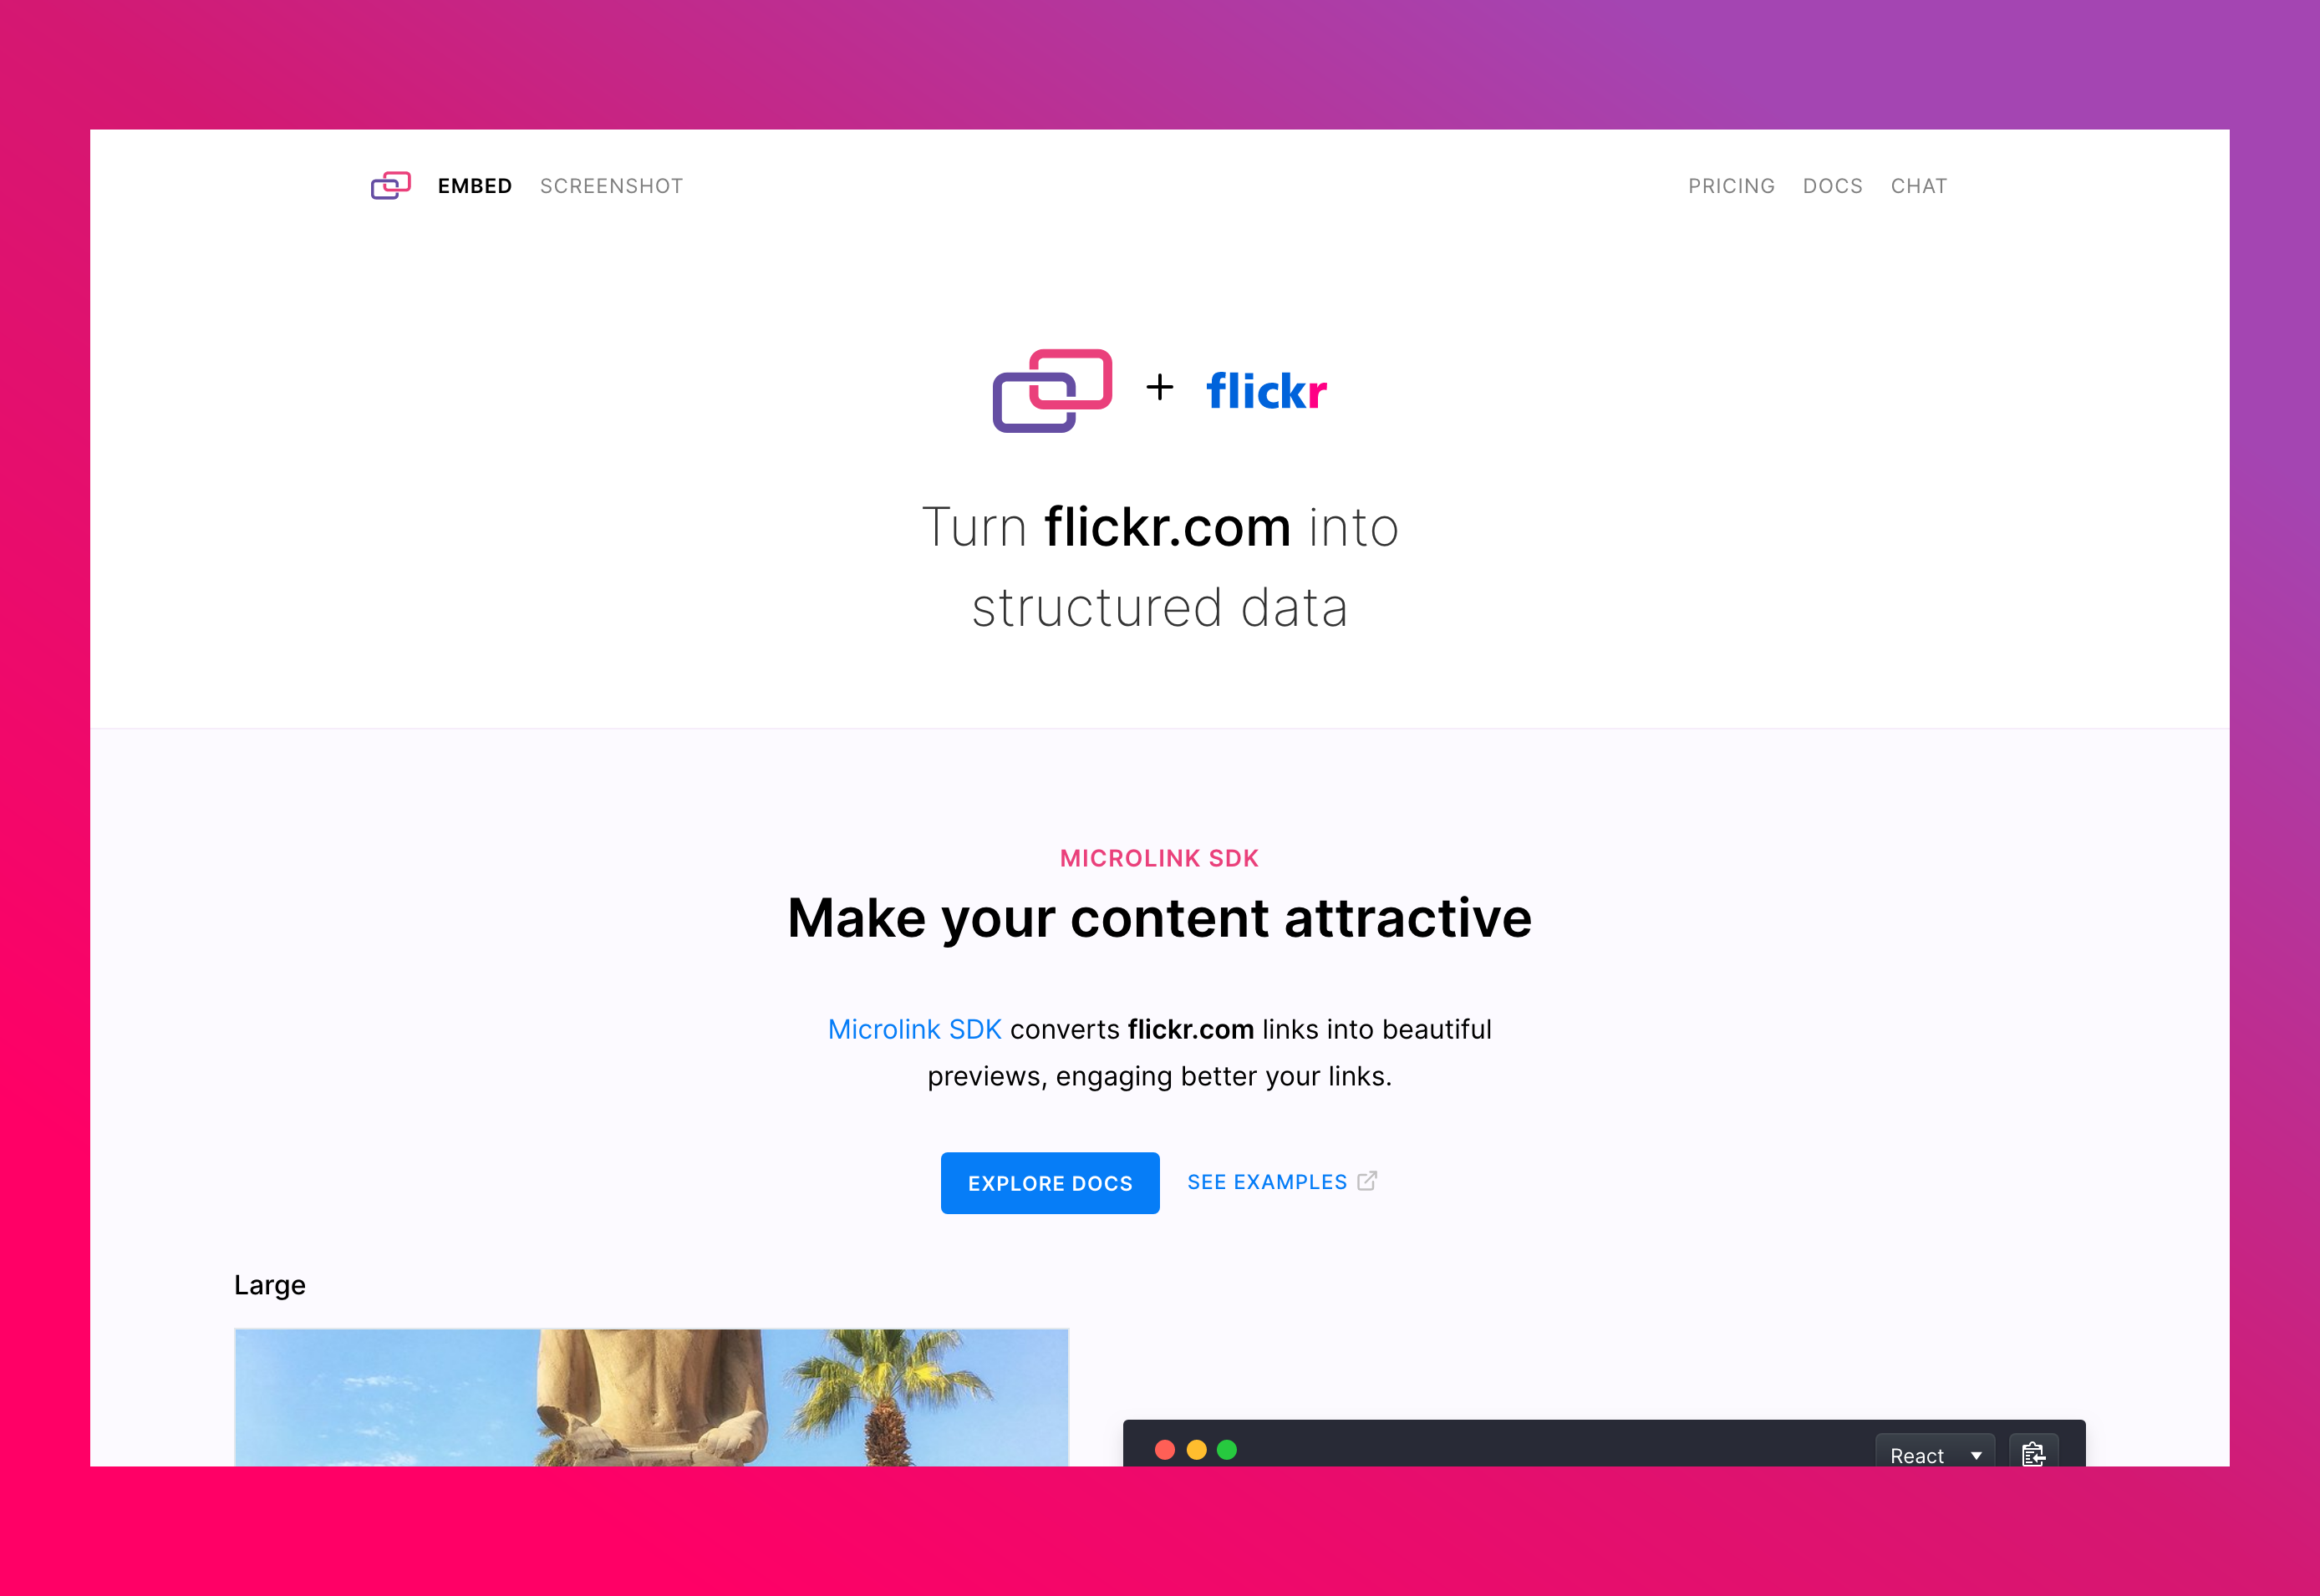 EMBED SCREENSHOT PRICING DOCS CHAT
+ flickr
Turn flickr.com into
structured data
MICROLINK SDK
Make your content attractive
Microlink SDK converts flickr.com links into beautiful
previews, engaging better your links.
EXPLORE DOCS SEE EXAMPLES
Large
React